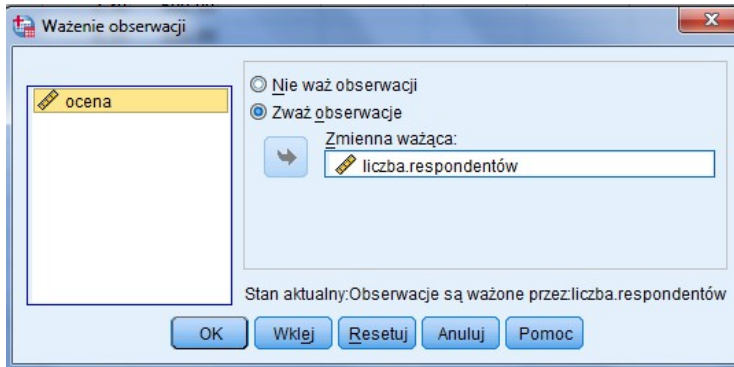 Ważenie obserwacji
ocena
Nie waż obserwacji
Zważ obserwacje
Zmienna ważąca:
liczba.respondentów
Stan aktualny:Obserwacje są ważone przez:liczba.respondentów
OK Wklej Resetuj Anuluj Pomoc